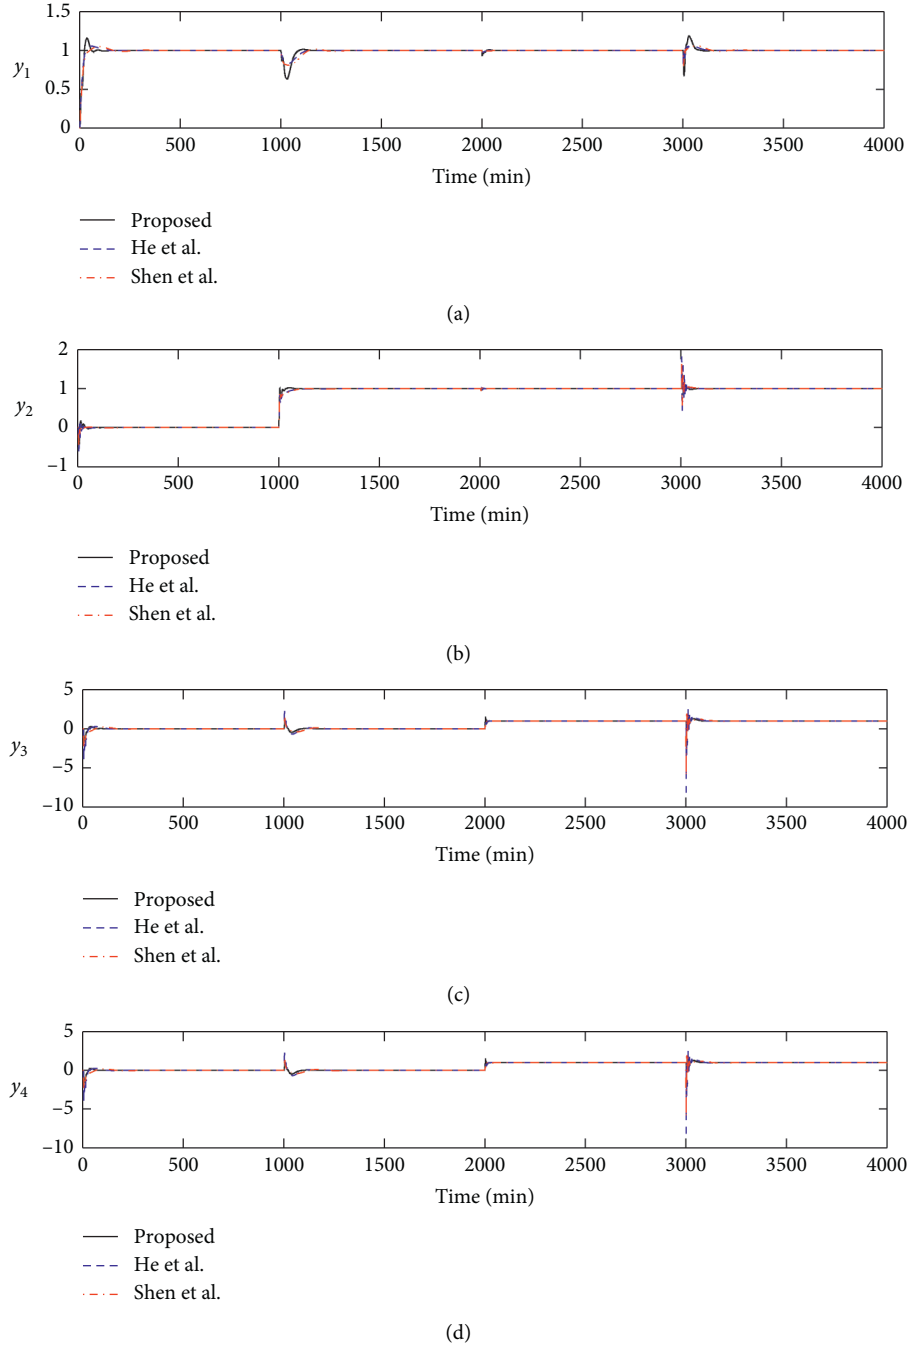 1.5
1
y1
0.5
0
0 500 1000 1500 2000 2500 3000 3500 4000
Time (min)
Proposed
He et al.
Shen et al.
(a)
2
1
y2
0
–1
0 500 1000 1500 2000 2500 3000 3500 4000
Time (min)
Proposed
He et al.
Shen et al.
(b)
5
0
y3
–5
–10
0 500 1000 1500 2000 2500 3000 3500 4000
Time (min)
Proposed
He et al.
Shen et al.
(c)
5
0
y4
–5
–10
0 500 1000 1500 2000 2500 3000 3500 4000
Time (min)
Proposed
He et al.
Shen et al.
(d)